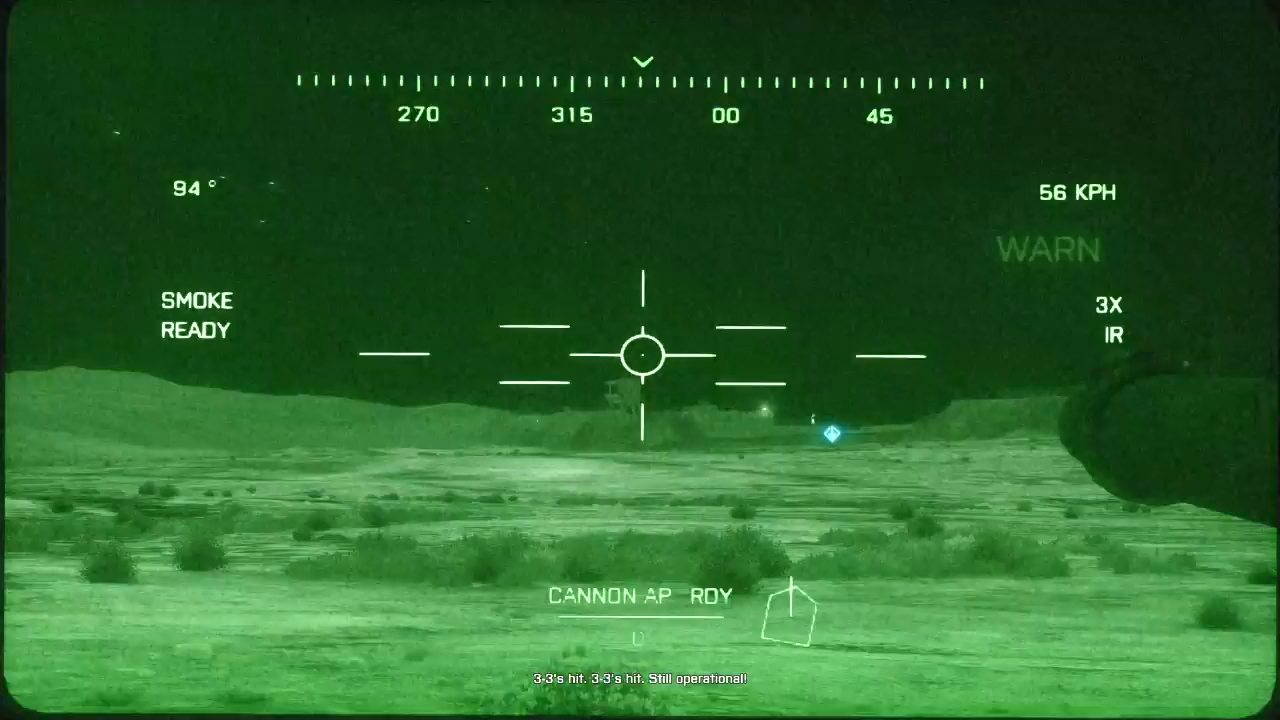 270 315 00 45
94 °
56 KPH
WARN
SMOKE
READY
3X
IR
CANNON AP RDY
3-3's hit. 3-3's hit. Still operational!